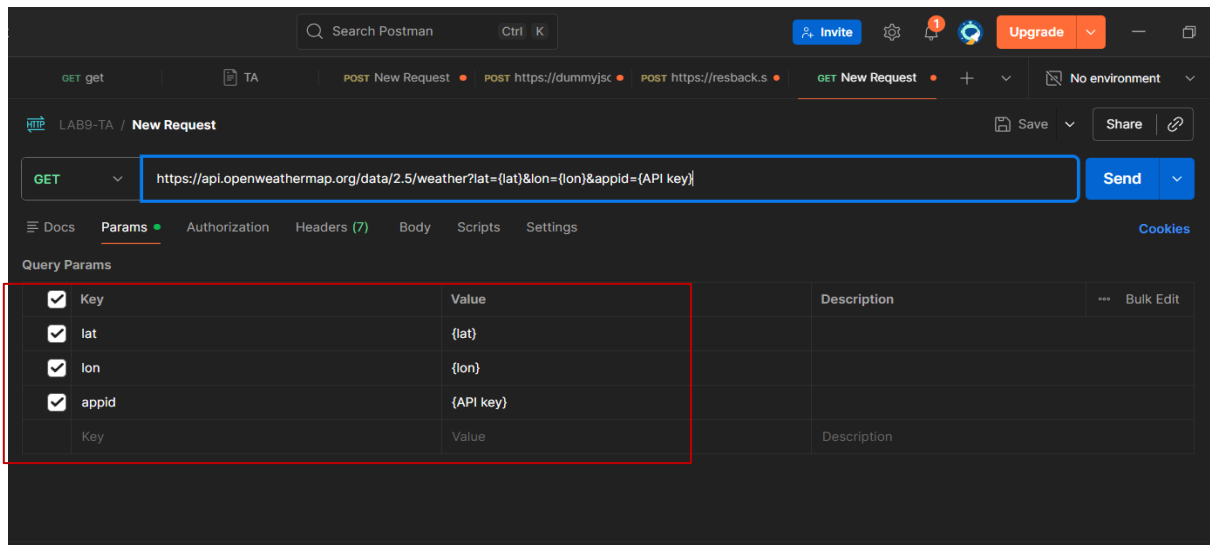 Search Postman Ctrl K Invite 1 Upgrade
GET get TA POST New Request POST https://dummyjsc POST https://resback.s GET New Request No environment
HTTP LAB9-TA / New Request Save Share
GET https://api.openweathermap.org/data/2.5/weather?lat={lat}&lon={lon}&appid={API key} Send
Docs Params Authorization Headers (7) Body Scripts Settings Cookies
Query Params
Key Value Description Bulk Edit
lat {lat}
lon {lon}
appid {API key}
Key Value Description